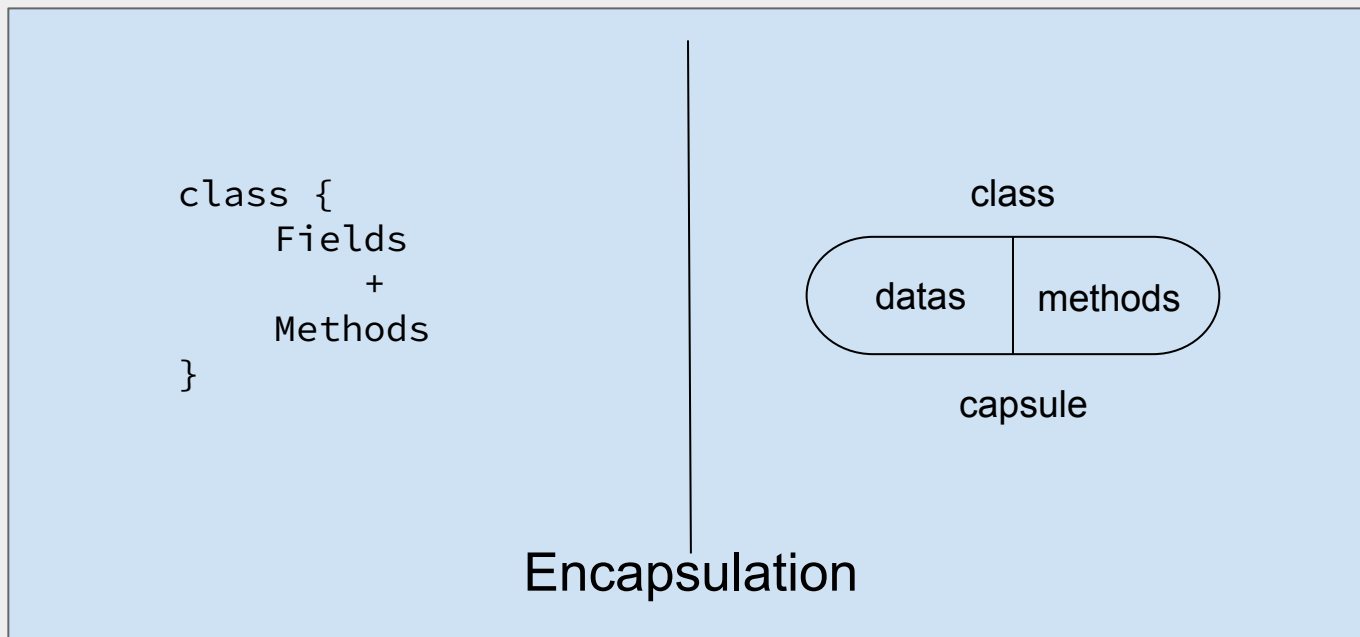 class {
Fields
+
Methods
}
class
datas methods
capsule
Encapsulation